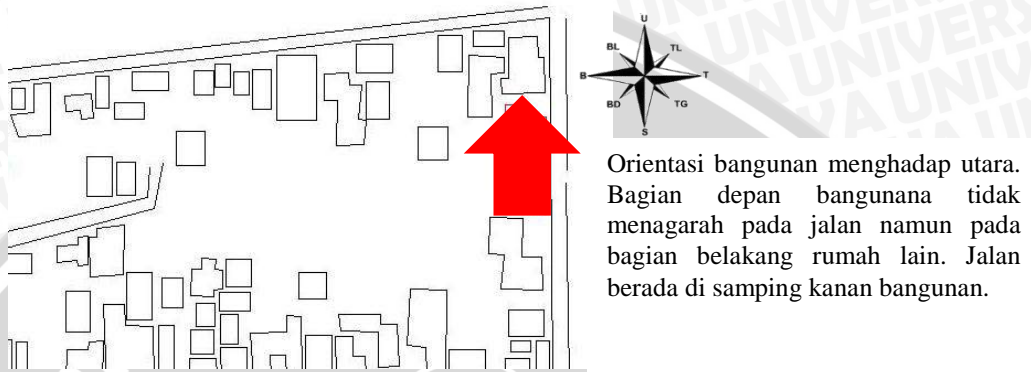 U
BL TL
B T
BD TG
S
Orientasi bangunan menghadap utara.
Bagian depan bangunana tidak
menagarah pada jalan namun pada
bagian belakang rumah lain. Jalan
berada di samping kanan bangunan.